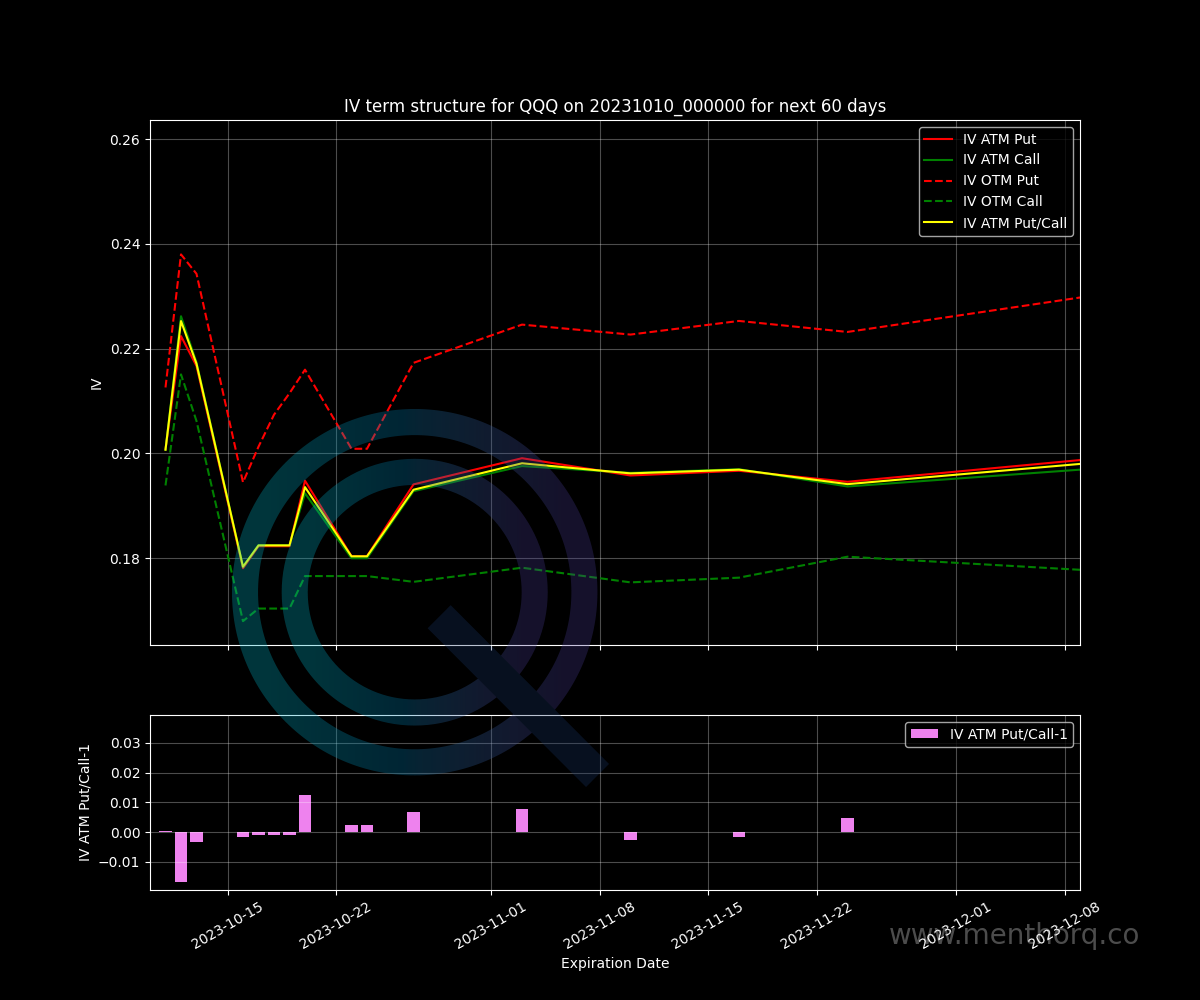 IV term structure for QQQ on 20231010_000000 for next 60 days
0.26
0.24
0.22
0.20
0.18
IV
IV ATM Put
IV ATM Call
IV OTM Put
IV OTM Call
IV ATM Put/Call
0.03
0.02
0.01
0.00
−0.01
IV ATM Put/Call-1
IV ATM Put/Call-1
2023-10-15
2023-10-22
2023-11-01
2023-11-08
2023-11-15
2023-11-22
2023-12-01
2023-12-08
www.menthorq.co
Expiration Date